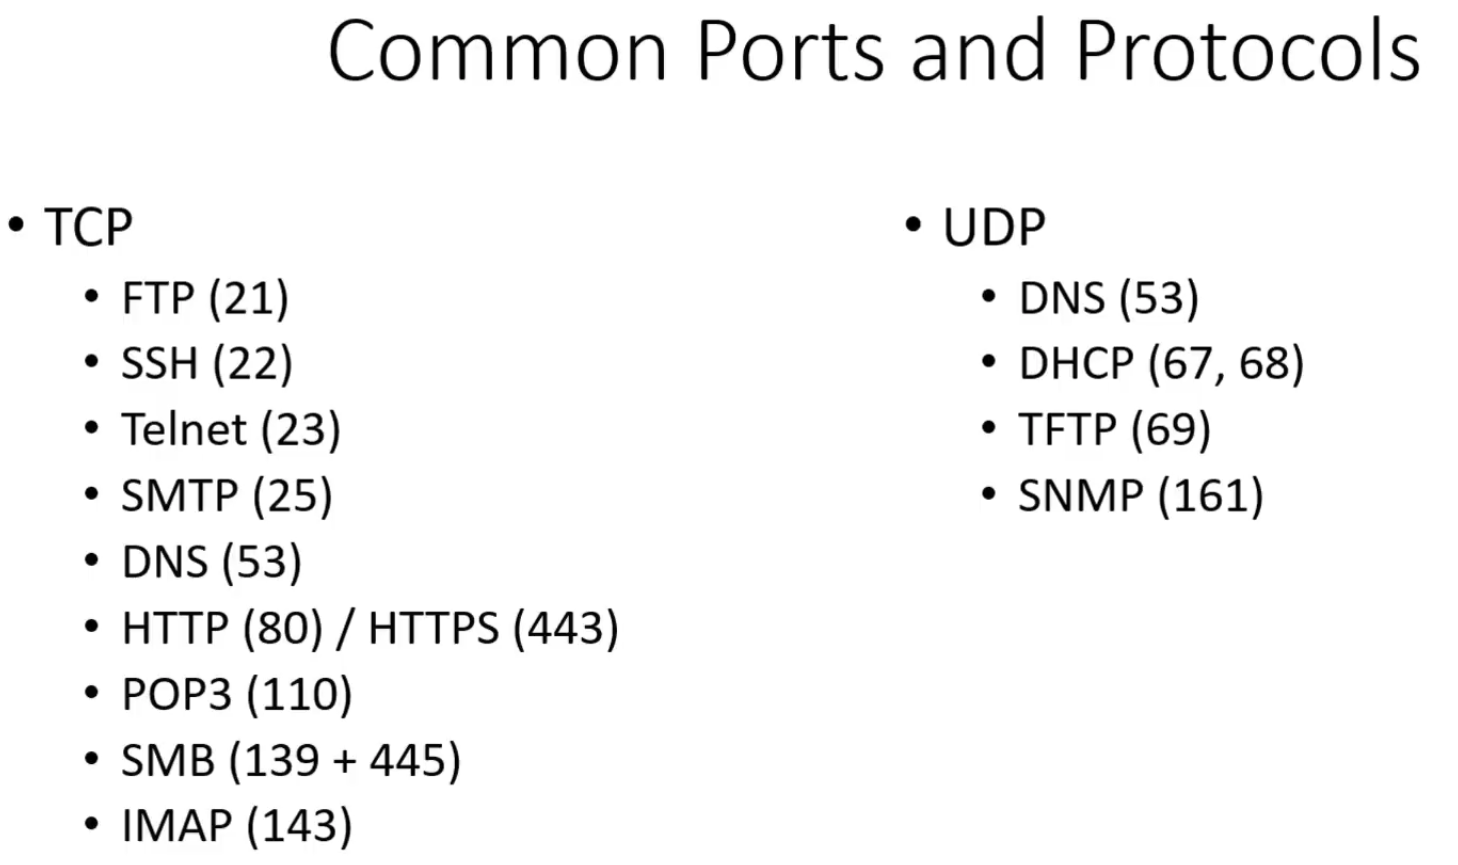 Common Ports and Protocols
• TCP
• FTP (21)
• SSH (22)
• Telnet (23)
• SMTP (25)
• DNS (53)
• HTTP (80) / HTTPS (443)
• POP3 (110)
• SMB (139 + 445)
• IMAP (143)
• UDP
• DNS (53)
• DHCP (67, 68)
• TFTP (69)
• SNMP (161)